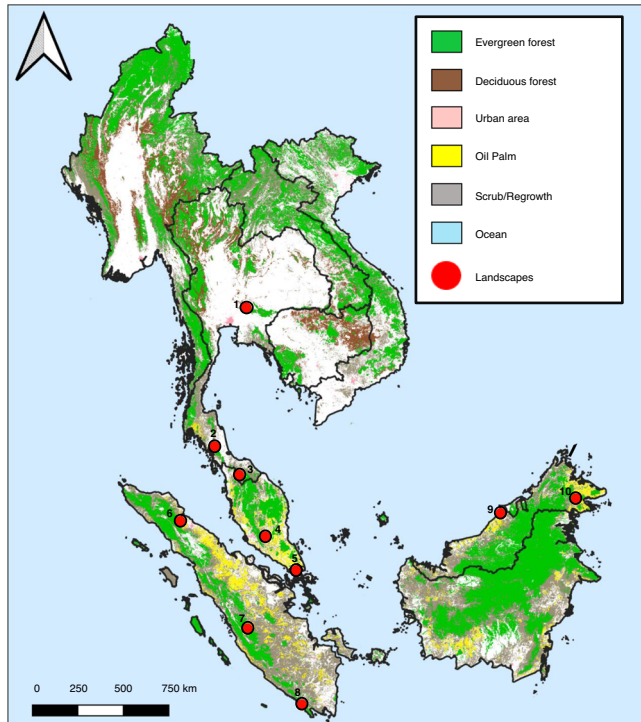 Evergreen forest
Deciduous forest
Urban area
Oil Palm
Scrub/Regrowth
Ocean
Landscapes
1
2
3
4
5
6
7
8
9
10
0 250 500 750 km